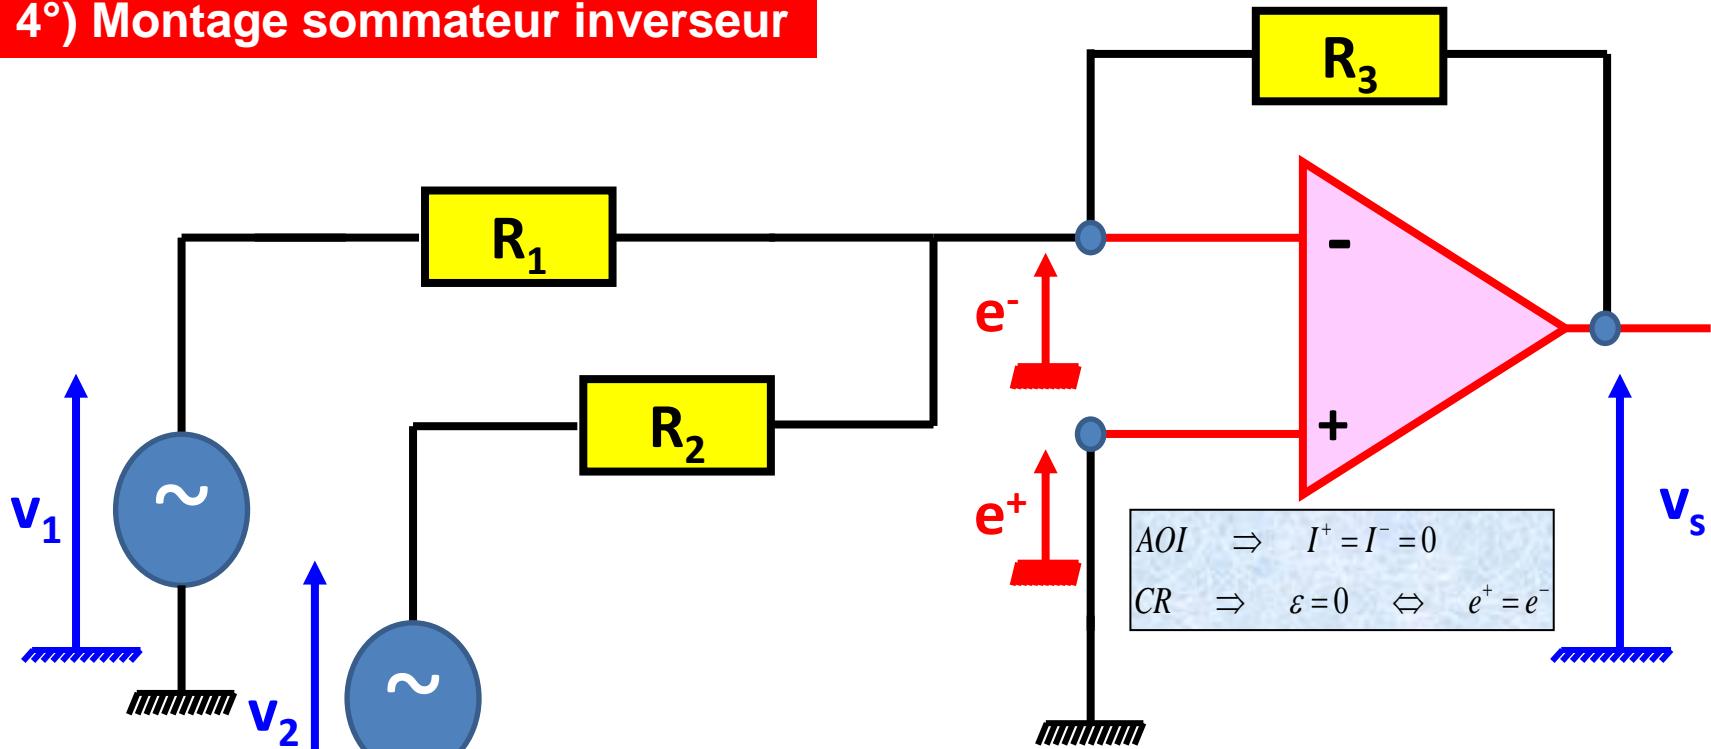 4°) Montage sommateur inverseur
R₃
R₁
-
e⁻
R₂
+
v₁
e⁺
vₛ
AOI ⇒ I⁺ = I⁻ = 0
CR ⇒ ε = 0 ⇔ e⁺ = e⁻
~
~
v₂